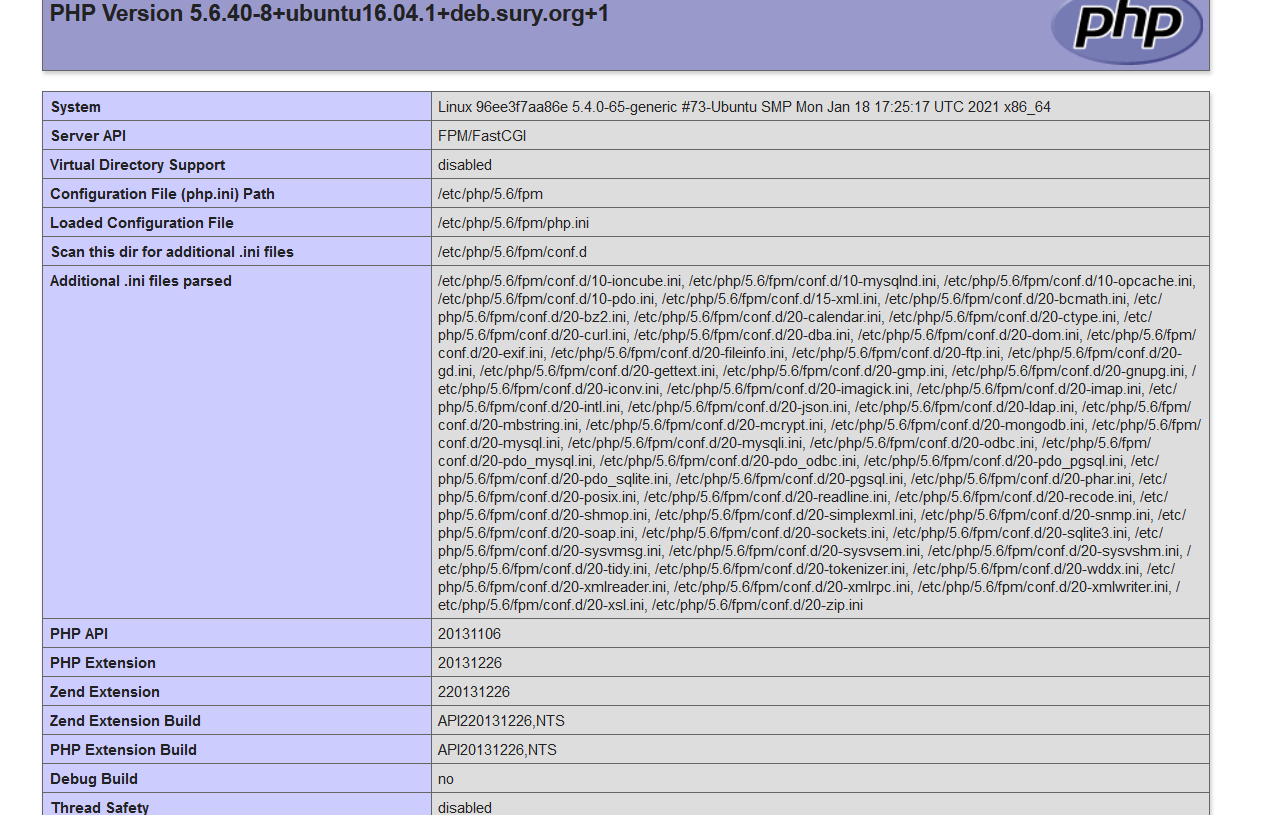 PHP Version 5.6.40-8+ubuntu16.04.1+deb.sury.org+1
php
System Linux 96ee3f7aa86e 5.4.0-65-generic #73-Ubuntu SMP Mon Jan 18 17:25:17 UTC 2021 x86_64
Server API FPM/FastCGI
Virtual Directory Support disabled
Configuration File (php.ini) Path /etc/php/5.6/fpm
Loaded Configuration File /etc/php/5.6/fpm/php.ini
Scan this dir for additional .ini files /etc/php/5.6/fpm/conf.d
Additional .ini files parsed /etc/php/5.6/fpm/conf.d/10-ioncube.ini, /etc/php/5.6/fpm/conf.d/10-mysqlnd.ini, /etc/php/5.6/fpm/conf.d/10-opcache.ini,
/etc/php/5.6/fpm/conf.d/10-pdo.ini, /etc/php/5.6/fpm/conf.d/15-xml.ini, /etc/php/5.6/fpm/conf.d/20-bcmath.ini, /etc/
php/5.6/fpm/conf.d/20-bz2.ini, /etc/php/5.6/fpm/conf.d/20-calendar.ini, /etc/php/5.6/fpm/conf.d/20-ctype.ini, /etc/
php/5.6/fpm/conf.d/20-curl.ini, /etc/php/5.6/fpm/conf.d/20-dba.ini, /etc/php/5.6/fpm/conf.d/20-dom.ini, /etc/php/5.6/fpm/
conf.d/20-exif.ini, /etc/php/5.6/fpm/conf.d/20-fileinfo.ini, /etc/php/5.6/fpm/conf.d/20-ftp.ini, /etc/php/5.6/fpm/conf.d/20-
gd.ini, /etc/php/5.6/fpm/conf.d/20-gettext.ini, /etc/php/5.6/fpm/conf.d/20-gmp.ini, /etc/php/5.6/fpm/conf.d/20-gnupg.ini, /
etc/php/5.6/fpm/conf.d/20-iconv.ini, /etc/php/5.6/fpm/conf.d/20-imagick.ini, /etc/php/5.6/fpm/conf.d/20-imap.ini, /etc/
php/5.6/fpm/conf.d/20-intl.ini, /etc/php/5.6/fpm/conf.d/20-json.ini, /etc/php/5.6/fpm/conf.d/20-ldap.ini, /etc/php/5.6/fpm/
conf.d/20-mbstring.ini, /etc/php/5.6/fpm/conf.d/20-mcrypt.ini, /etc/php/5.6/fpm/conf.d/20-mongodb.ini, /etc/php/5.6/fpm/
conf.d/20-mysql.ini, /etc/php/5.6/fpm/conf.d/20-mysqli.ini, /etc/php/5.6/fpm/conf.d/20-odbc.ini, /etc/php/5.6/fpm/
conf.d/20-pdo_mysql.ini, /etc/php/5.6/fpm/conf.d/20-pdo_odbc.ini, /etc/php/5.6/fpm/conf.d/20-pdo_pgsql.ini, /etc/
php/5.6/fpm/conf.d/20-pdo_sqlite.ini, /etc/php/5.6/fpm/conf.d/20-pgsql.ini, /etc/php/5.6/fpm/conf.d/20-phar.ini, /etc/
php/5.6/fpm/conf.d/20-posix.ini, /etc/php/5.6/fpm/conf.d/20-readline.ini, /etc/php/5.6/fpm/conf.d/20-recode.ini, /etc/
php/5.6/fpm/conf.d/20-shmop.ini, /etc/php/5.6/fpm/conf.d/20-simplexml.ini, /etc/php/5.6/fpm/conf.d/20-snmp.ini, /etc/
php/5.6/fpm/conf.d/20-soap.ini, /etc/php/5.6/fpm/conf.d/20-sockets.ini, /etc/php/5.6/fpm/conf.d/20-sqlite3.ini, /etc/
php/5.6/fpm/conf.d/20-sysvmsg.ini, /etc/php/5.6/fpm/conf.d/20-sysvsem.ini, /etc/php/5.6/fpm/conf.d/20-sysvshm.ini, /
etc/php/5.6/fpm/conf.d/20-tidy.ini, /etc/php/5.6/fpm/conf.d/20-tokenizer.ini, /etc/php/5.6/fpm/conf.d/20-wddx.ini, /etc/
php/5.6/fpm/conf.d/20-xmlreader.ini, /etc/php/5.6/fpm/conf.d/20-xmlrpc.ini, /etc/php/5.6/fpm/conf.d/20-xmlwriter.ini, /
etc/php/5.6/fpm/conf.d/20-xsl.ini, /etc/php/5.6/fpm/conf.d/20-zip.ini
PHP API 20131106
PHP Extension 20131226
Zend Extension 220131226
Zend Extension Build API220131226,NTS
PHP Extension Build API20131226,NTS
Debug Build no
Thread Safety disabled